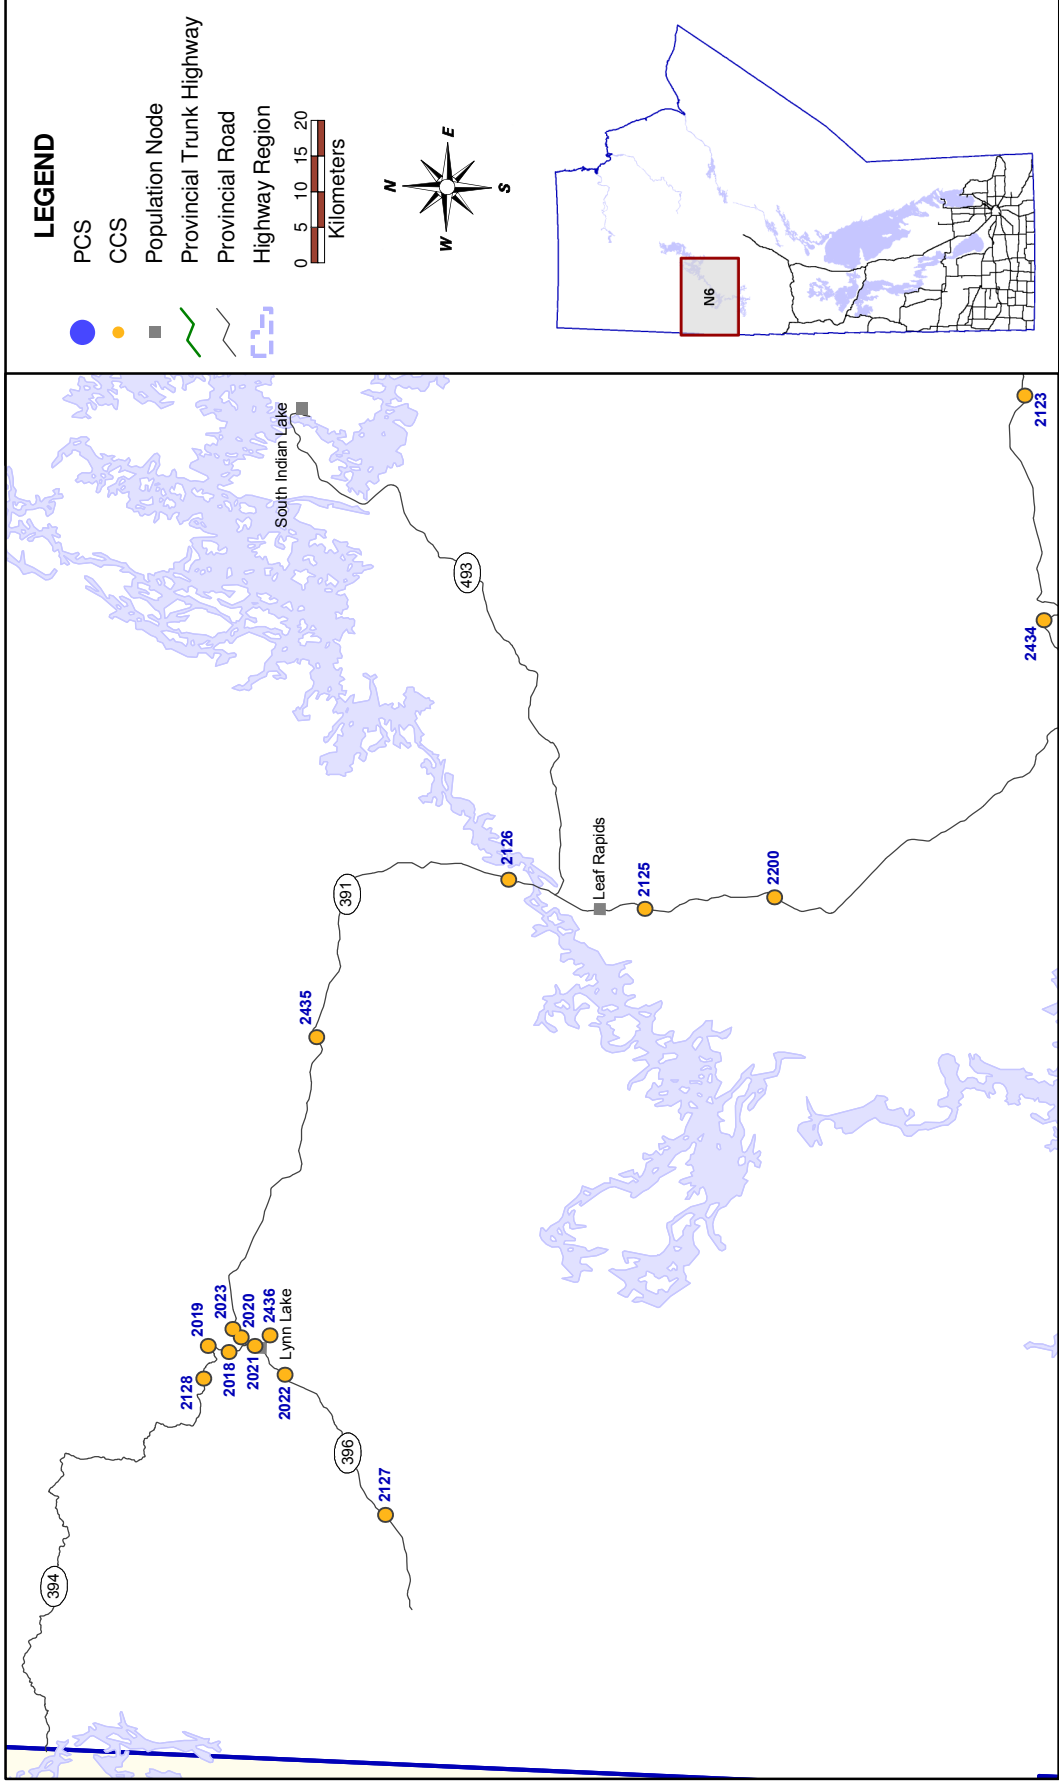 LEGEND
PCS
CCS
Population Node
Provincial Trunk Highway
Provincial Road
Highway Region
0 5 10 15 20
Kilometers
N
W
E
S
N6
South Indian Lake
493
2123
2434
391
2126
Leaf Rapids
2125
2200
2435
2019
2023
2020
2436
2128
2018
2021
Lynn Lake
2022
396
2127
394